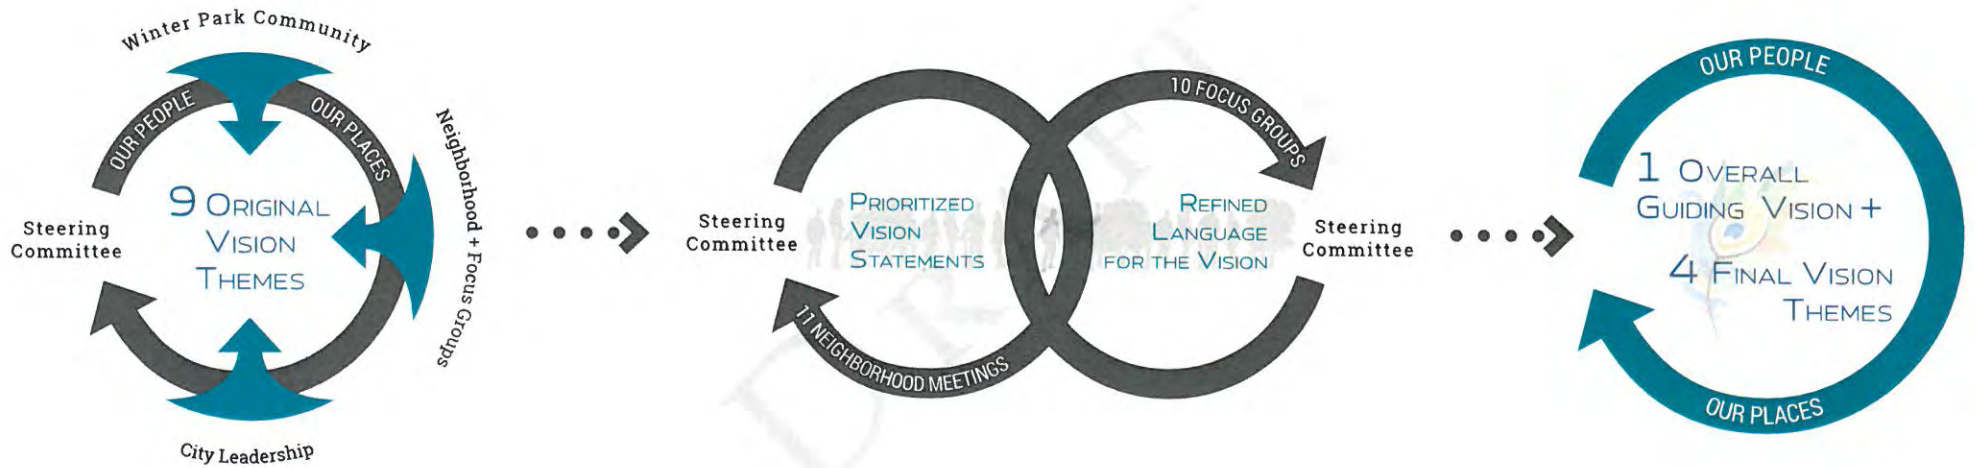 Winter Park Community
OUR PEOPLE
OUR PLACES
Neighborhood + Focus Groups
Steering
Committee
9 ORIGINAL
VISION
THEMES
City Leadership
Steering
Committee
PRIORITIZED
VISION
STATEMENTS
11 NEIGHBORHOOD MEETINGS
10 FOCUS GROUPS
REFINED
LANGUAGE
FOR THE VISION
Steering
Committee
DRAFT
OUR PEOPLE
1 OVERALL
GUIDING VISION +
4 FINAL VISION
THEMES
OUR PLACES